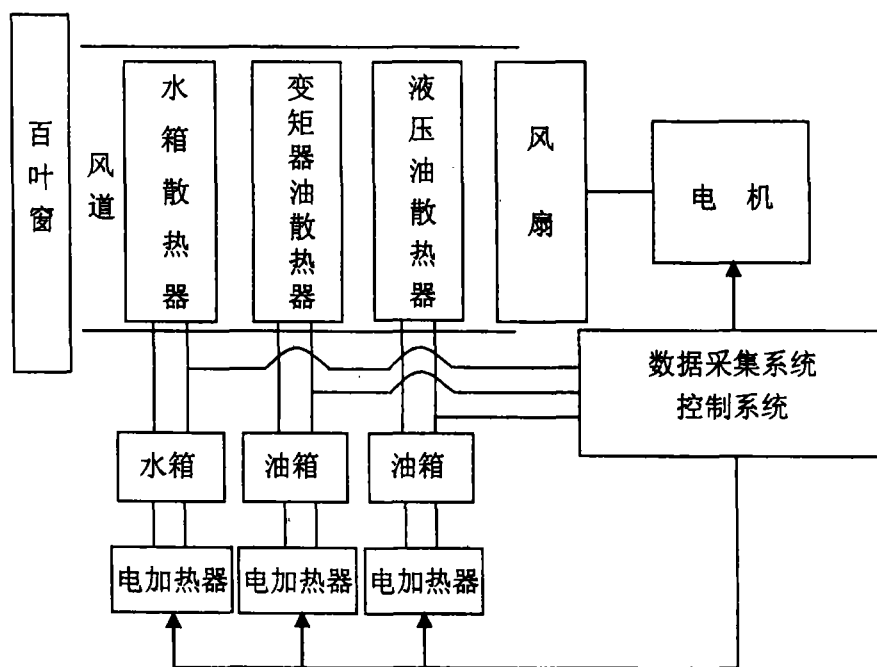 百叶窗
风道
水箱散热器
变矩器油散热器
液压油散热器
风扇
电机
数据采集系统
控制系统
水箱
油箱
油箱
电加热器
电加热器
电加热器